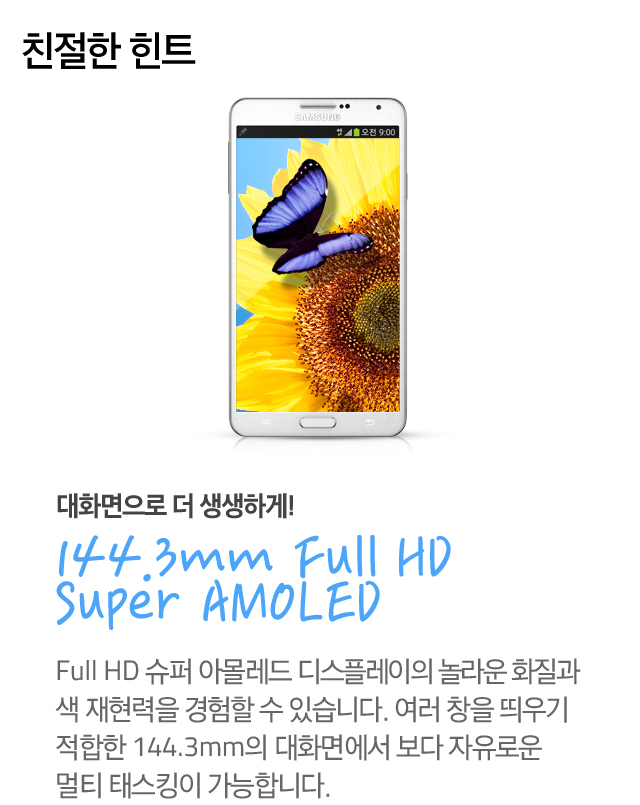 친절한 힌트
SAMSUNG
오전 9:00
대화면으로 더 생생하게!
144.3mm Full HD
Super AMOLED
Full HD 슈퍼 아몰레드 디스플레이의 놀라운 화질과
색 재현력을 경험할 수 있습니다. 여러 창을 띄우기
적합한 144.3mm의 대화면에서 보다 자유로운
멀티 태스킹이 가능합니다.